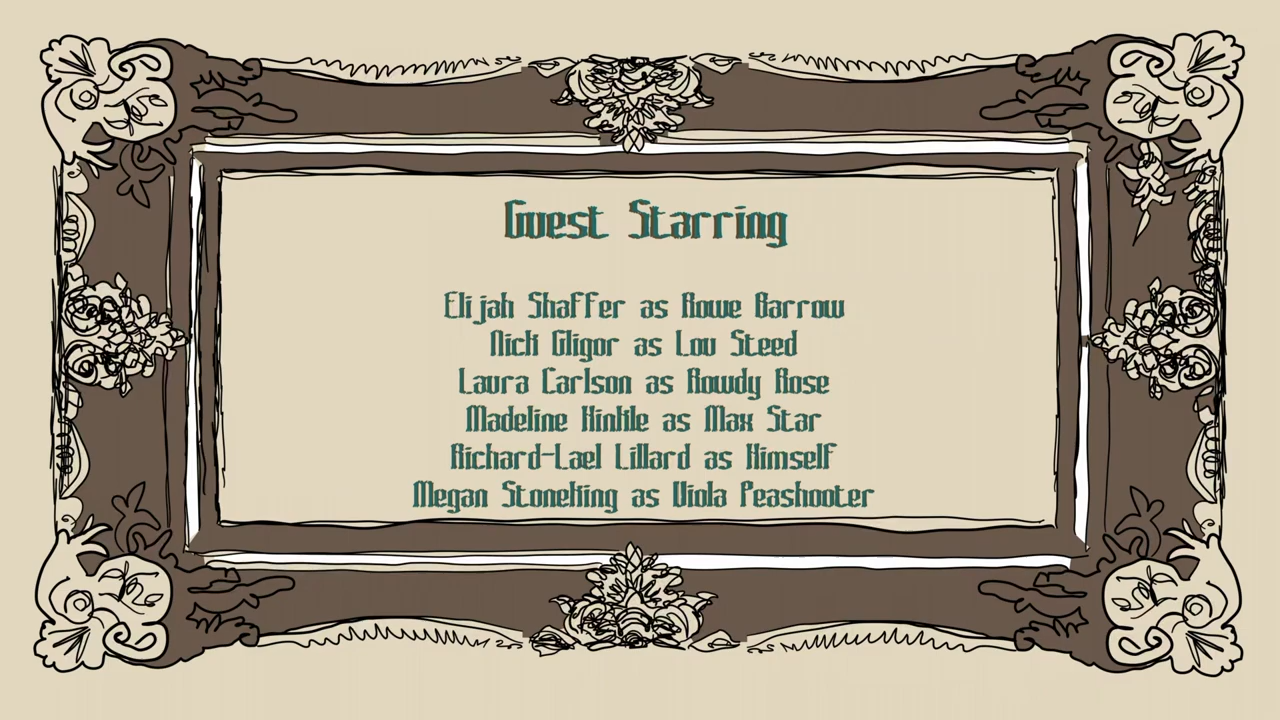 Guest Starring
Elijah Shaffer as Rowe Barrow
Nick Gligor as Lou Steed
Laura Carlson as Rowdy Rose
Madeline Hinkle as Max Star
Richard-Lael Lillard as Himself
Megan Stoneking as Viola Peashooter